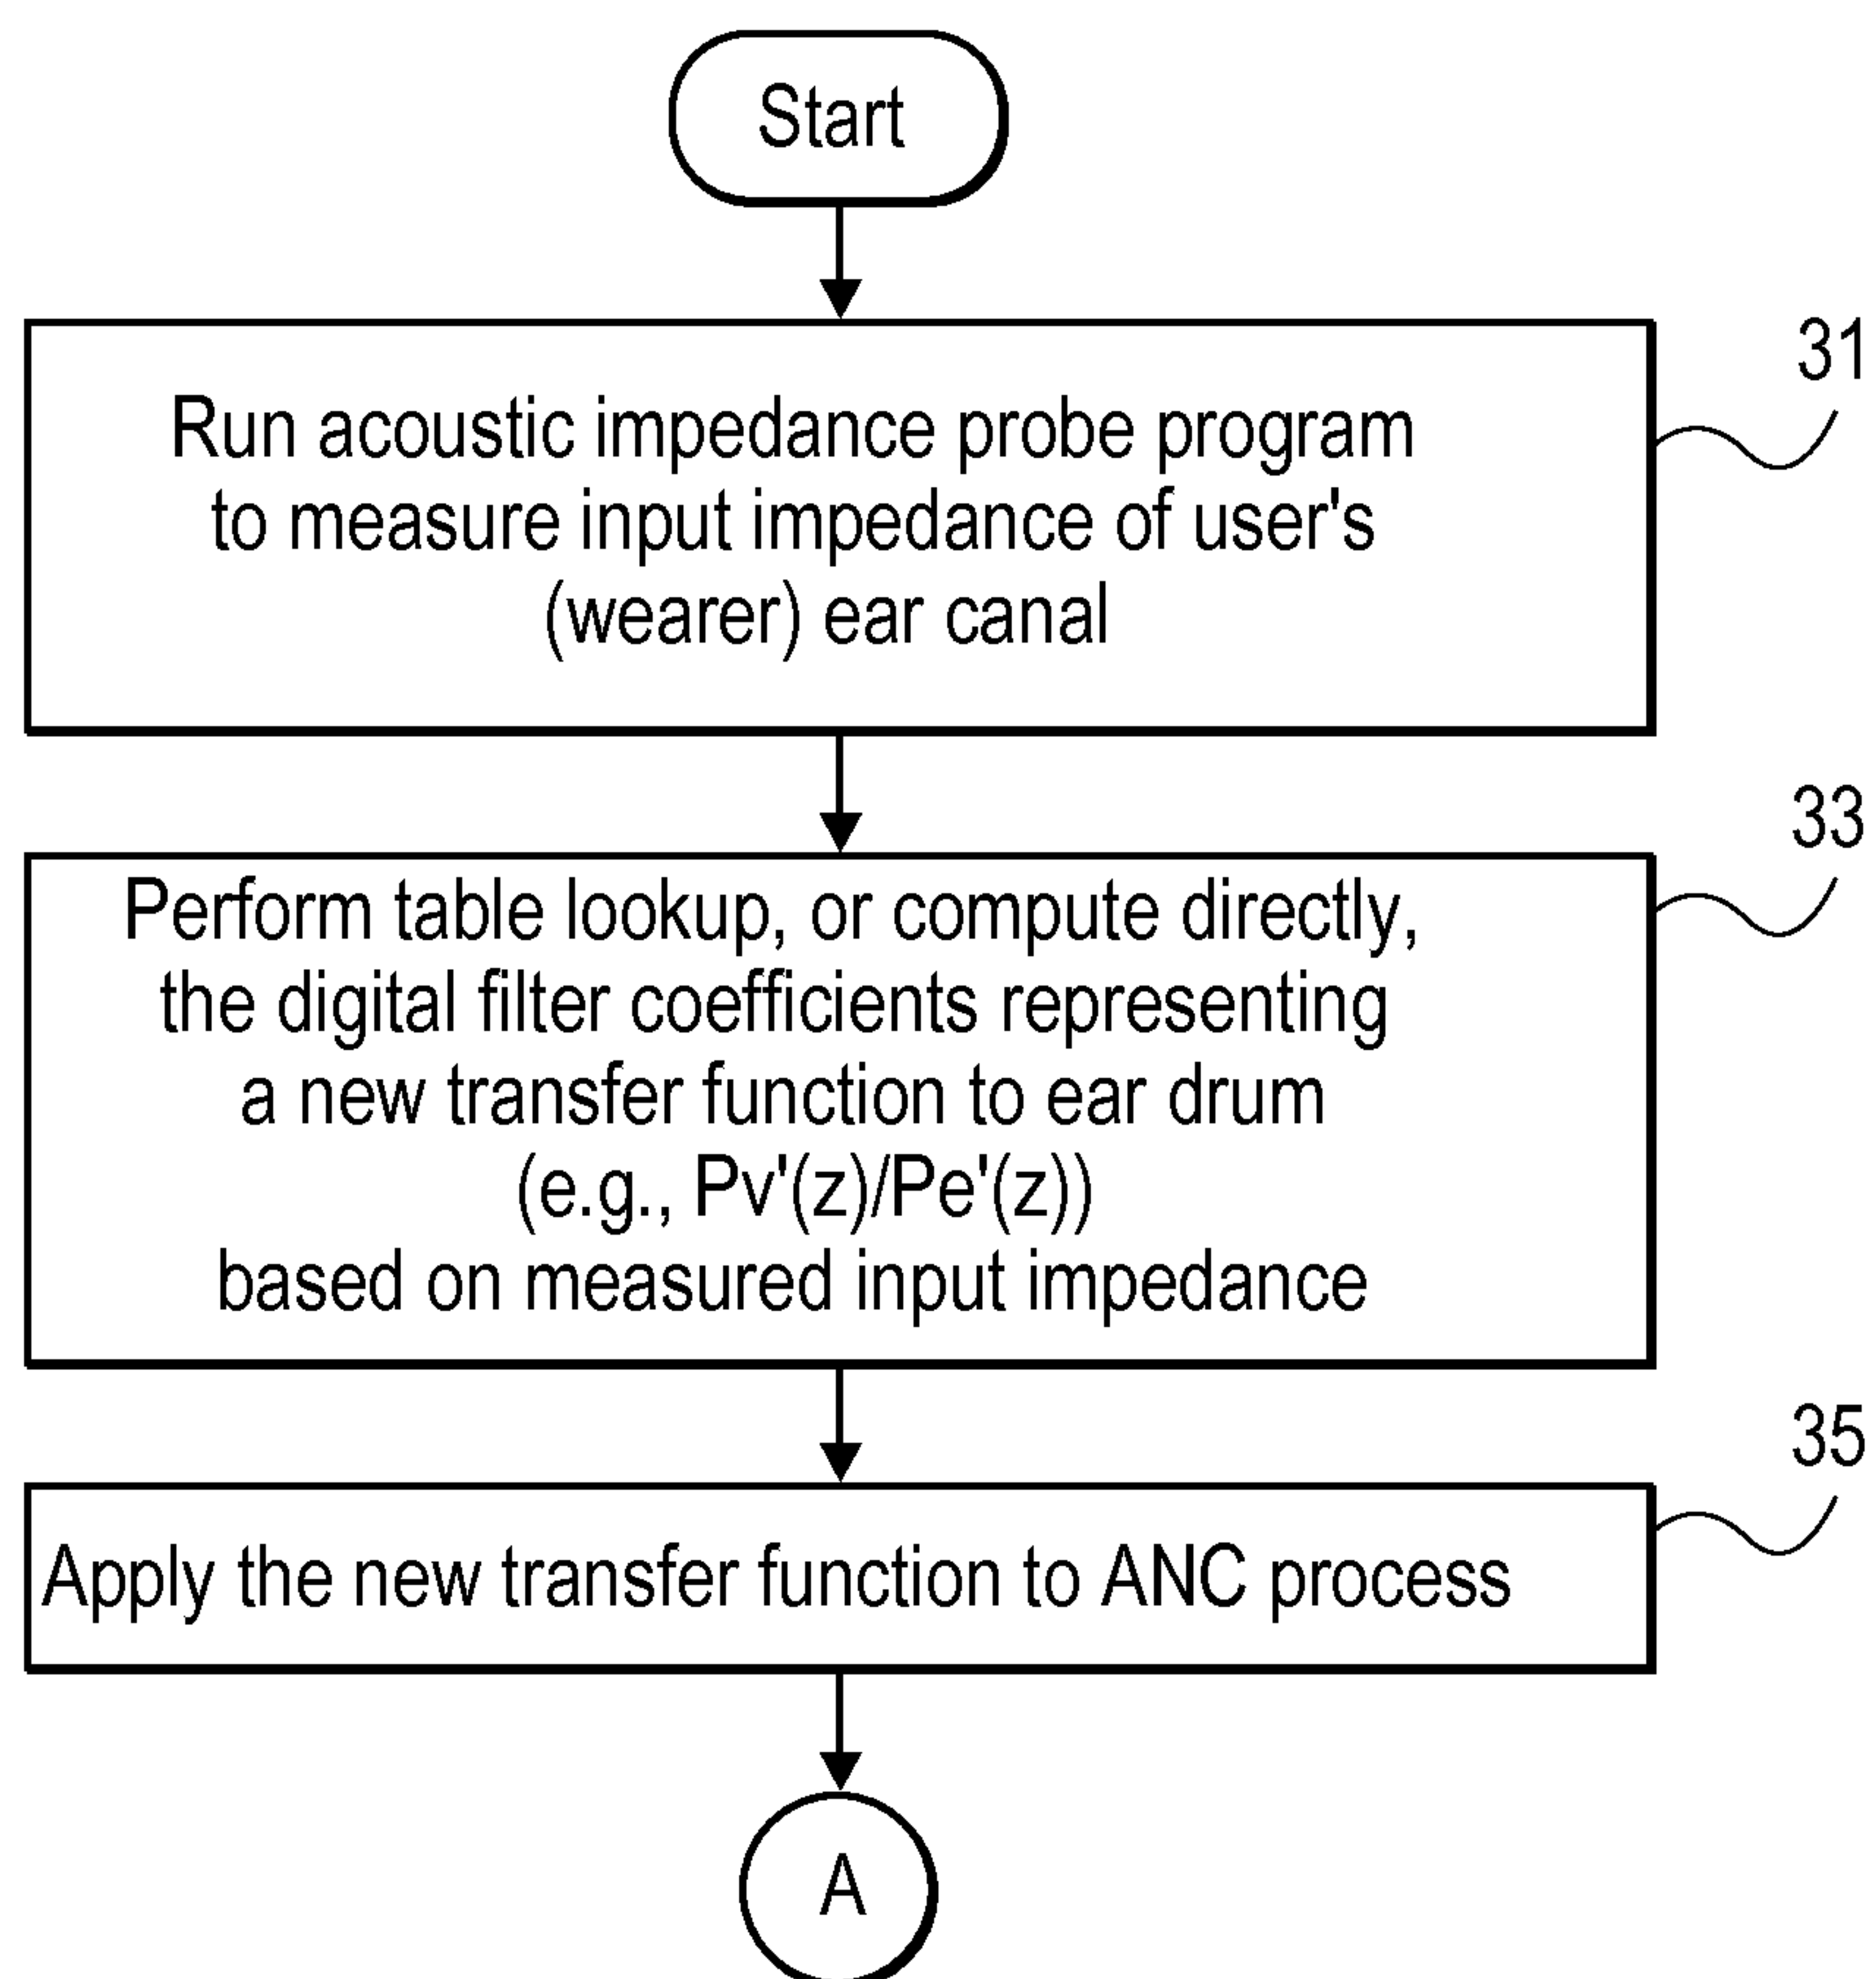 Start
31
Run acoustic impedance probe program
to measure input impedance of user's
(wearer) ear canal
33
Perform table lookup, or compute directly,
the digital filter coefficients representing
a new transfer function to ear drum
(e.g., Pv'(z)/Pe'(z))
based on measured input impedance
35
Apply the new transfer function to ANC process
A